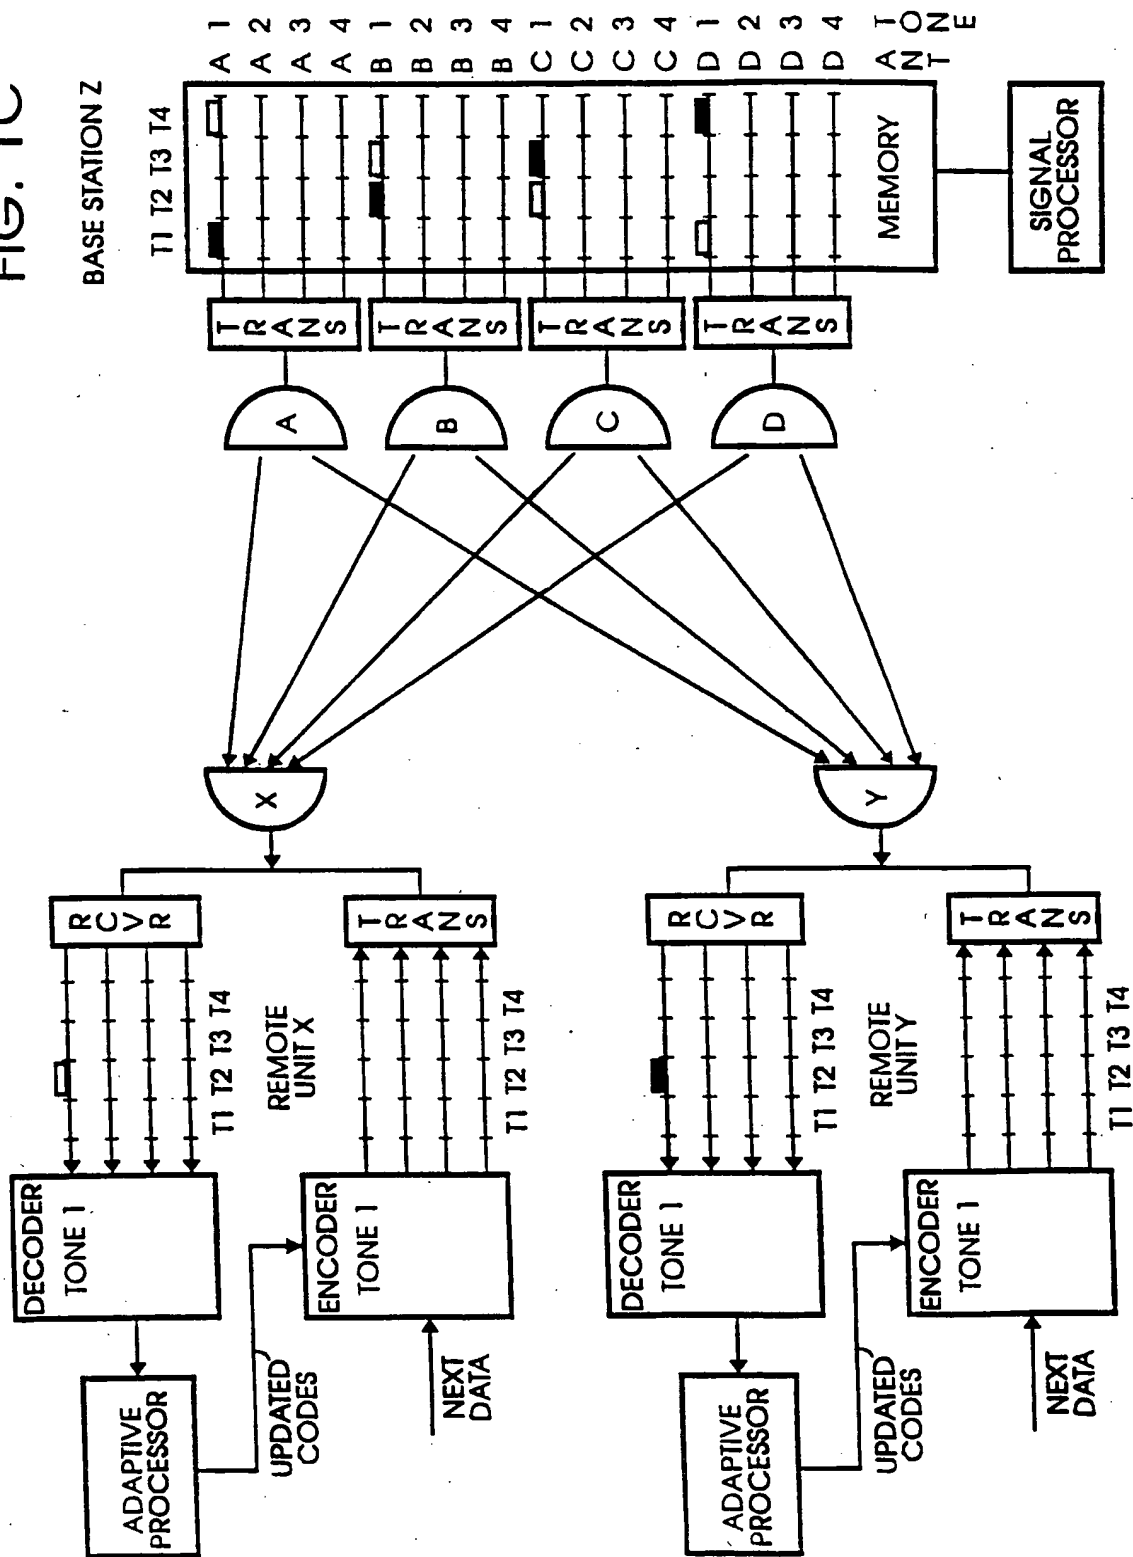 FIG. 1C
BASE STATION Z
T1 T2 T3 T4
A 1
A 2
A 3
A 4
B 1
B 2
B 3
B 4
C 1
C 2
C 3
C 4
D 1
D 2
D 3
D 4
ANT
TONE
MEMORY
SIGNAL
PROCESSOR
TRANS
TRANS
TRANS
TRANS
A
B
C
D
X
Y
RCVR
T1 T2 T3 T4
DECODER
TONE 1
ADAPTIVE
PROCESSOR
UPDATED
CODES
REMOTE
UNIT X
TRANS
T1 T2 T3 T4
ENCODER
TONE 1
NEXT
DATA
RCVR
T1 T2 T3 T4
DECODER
TONE 1
ADAPTIVE
PROCESSOR
UPDATED
CODES
REMOTE
UNIT Y
TRANS
T1 T2 T3 T4
ENCODER
TONE 1
NEXT
DATA